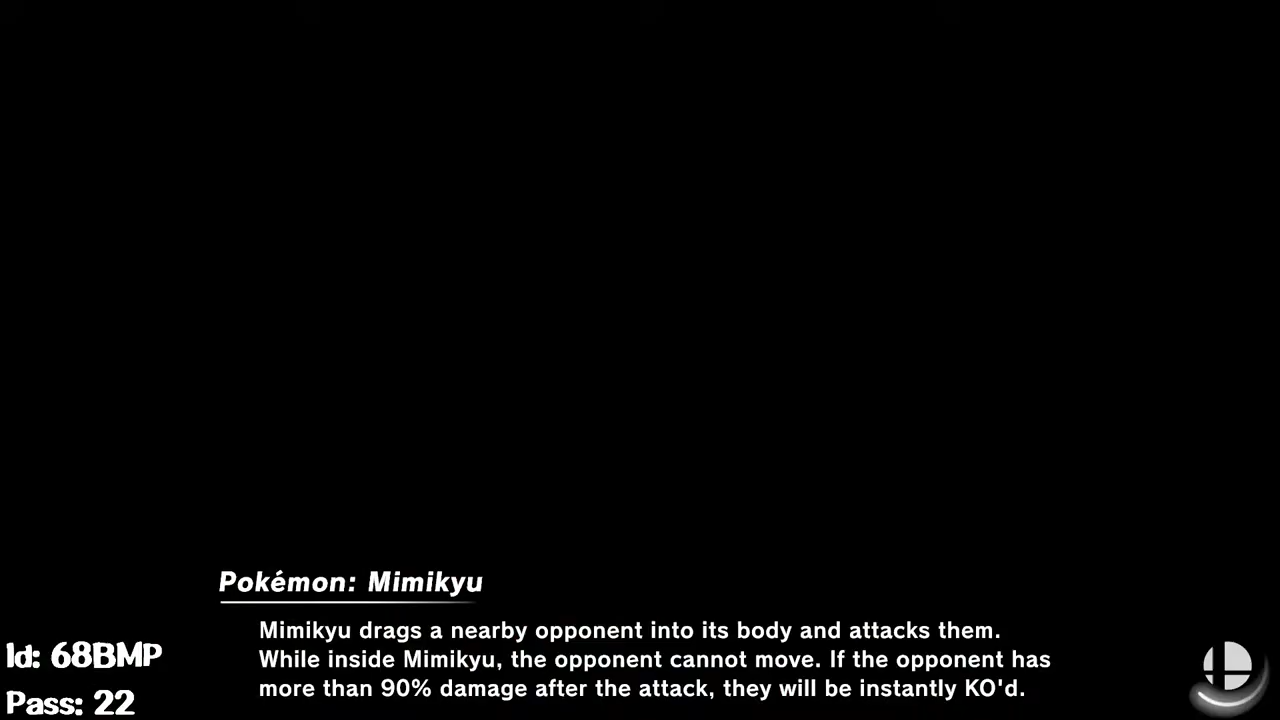 Pokémon: Mimikyu
Mimikyu drags a nearby opponent into its body and attacks them.
While inside Mimikyu, the opponent cannot move. If the opponent has
more than 90% damage after the attack, they will be instantly KO'd.
Id: 68BMP
Pass: 22